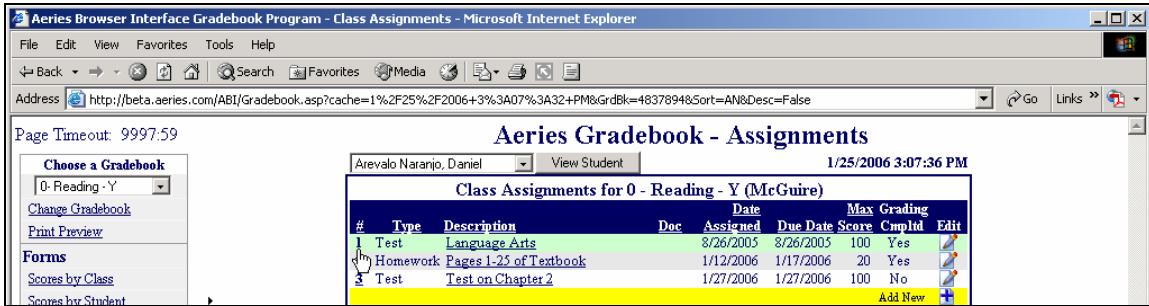 Aeries Browser Interface Gradebook Program - Class Assignments - Microsoft Internet Explorer
File Edit View Favorites Tools Help
Back Search Favorites Media
Address http://beta.aeries.com/ABI/Gradebook.asp?cache=1%2F25%2F2006+3%3A07%3A32+PM&GrdBk=4837894&Sort=AN&Desc=False Go Links »
Page Timeout: 9997:59
Aeries Gradebook - Assignments
Choose a Gradebook
0- Reading - Y
Change Gradebook
Print Preview
Forms
Scores by Class
Scores by Student
Arevalo Naranjo, Daniel View Student 1/25/2006 3:07:36 PM
Class Assignments for 0 - Reading - Y (McGuire)
Date Max Grading
# Type Description Doc Assigned Due Date Score Cmpltd Edit
1 Test Language Arts 8/26/2005 8/26/2005 100 Yes
Homework Pages 1-25 of Textbook 1/12/2006 1/17/2006 20 Yes
3 Test Test on Chapter 2 1/27/2006 1/27/2006 100 No
Add New